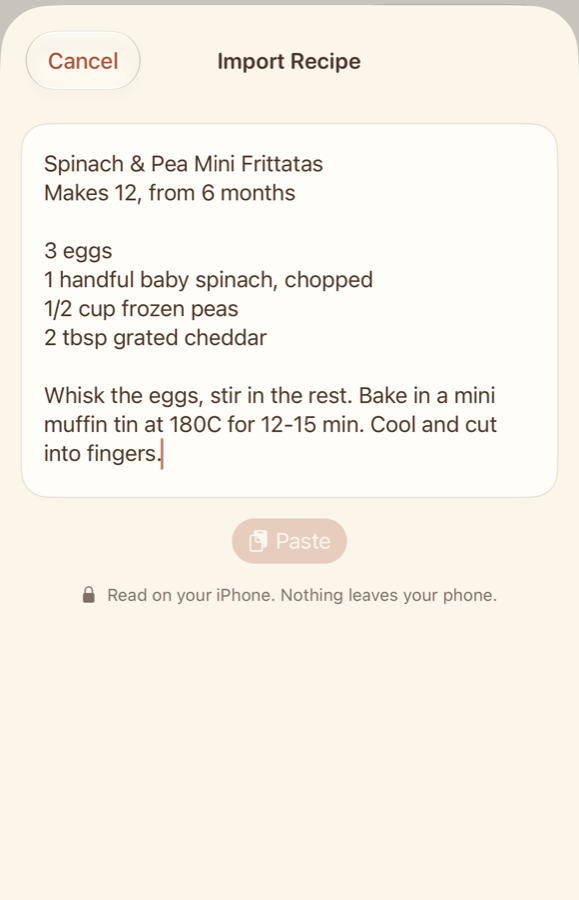 Cancel
Import Recipe
Spinach & Pea Mini Frittatas
Makes 12, from 6 months
3 eggs
1 handful baby spinach, chopped
1/2 cup frozen peas
2 tbsp grated cheddar
Whisk the eggs, stir in the rest. Bake in a mini
muffin tin at 180C for 12-15 min. Cool and cut
into fingers.
Paste
Read on your iPhone. Nothing leaves your phone.